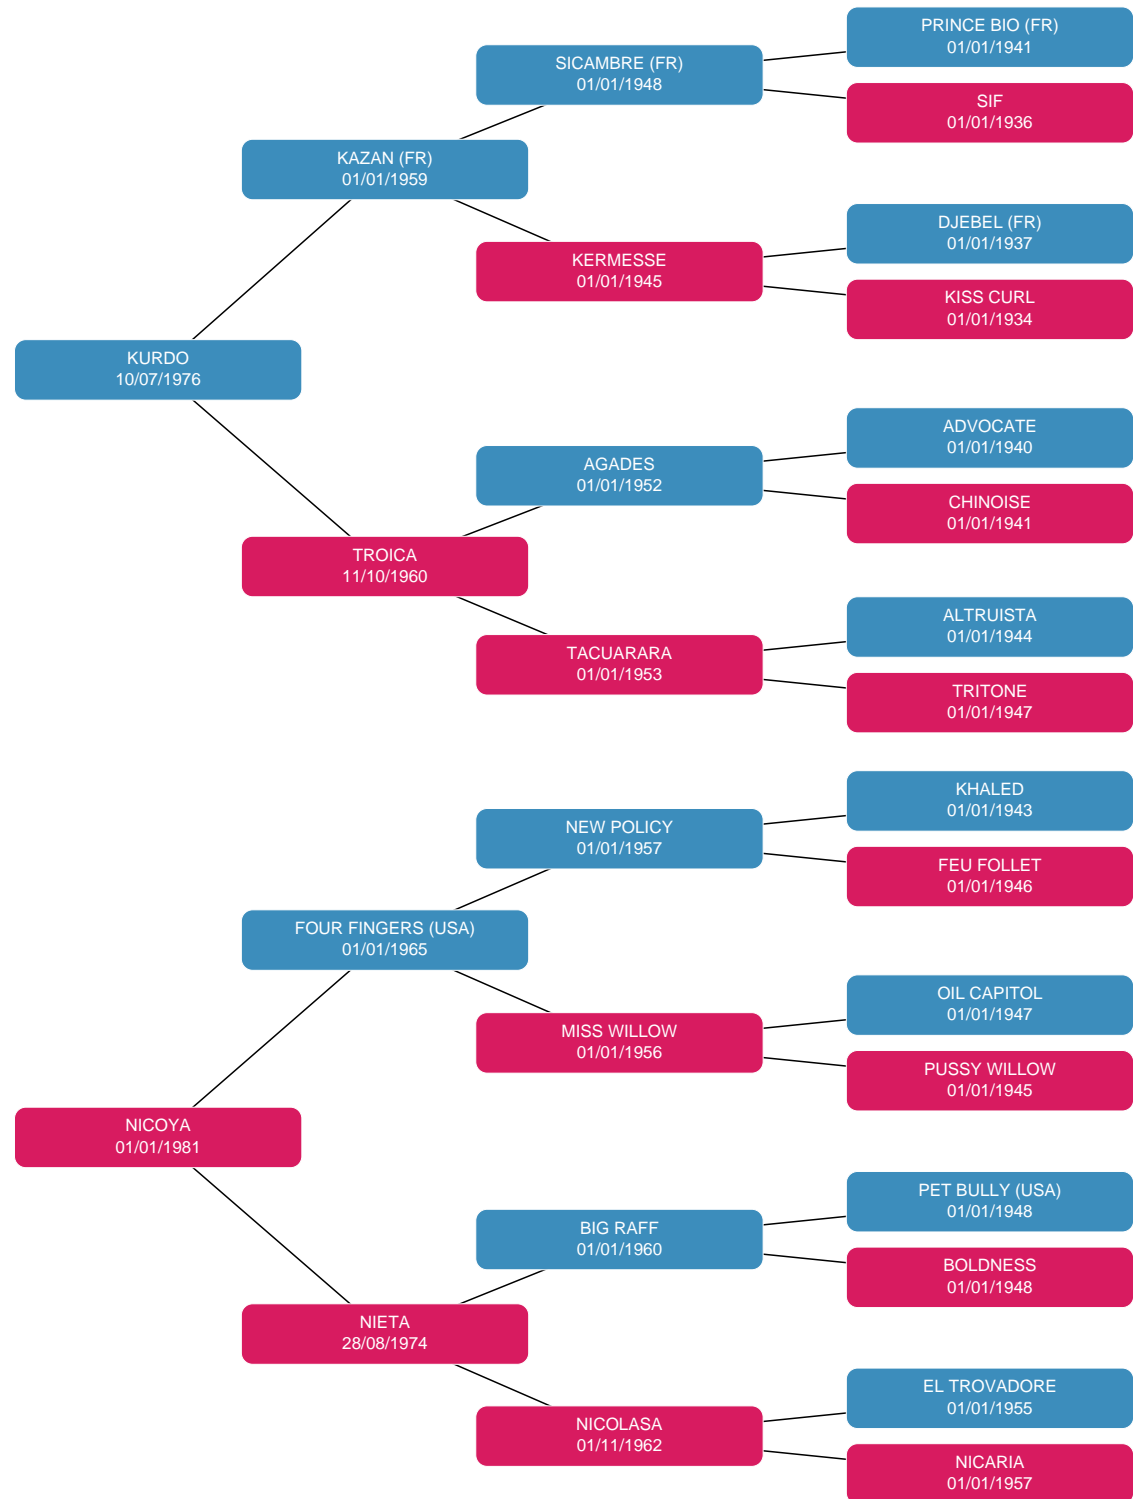 PRINCE BIO (FR)
01/01/1941
SICAMBRE (FR)
01/01/1948
SIF
01/01/1936
KAZAN (FR)
01/01/1959
DJEBEL (FR)
01/01/1937
KERMESSE
01/01/1945
KISS CURL
01/01/1934
KURDO
10/07/1976
ADVOCATE
01/01/1940
AGADES
01/01/1952
CHINOISE
01/01/1941
TROICA
11/10/1960
ALTRUISTA
01/01/1944
TACUARARA
01/01/1953
TRITONE
01/01/1947
KHALED
01/01/1943
NEW POLICY
01/01/1957
FEU FOLLET
01/01/1946
FOUR FINGERS (USA)
01/01/1965
OIL CAPITOL
01/01/1947
MISS WILLOW
01/01/1956
PUSSY WILLOW
01/01/1945
NICOYA
01/01/1981
PET BULLY (USA)
01/01/1948
BIG RAFF
01/01/1960
BOLDNESS
01/01/1948
NIETA
28/08/1974
EL TROVADORE
01/01/1955
NICOLASA
01/11/1962
NICARIA
01/01/1957